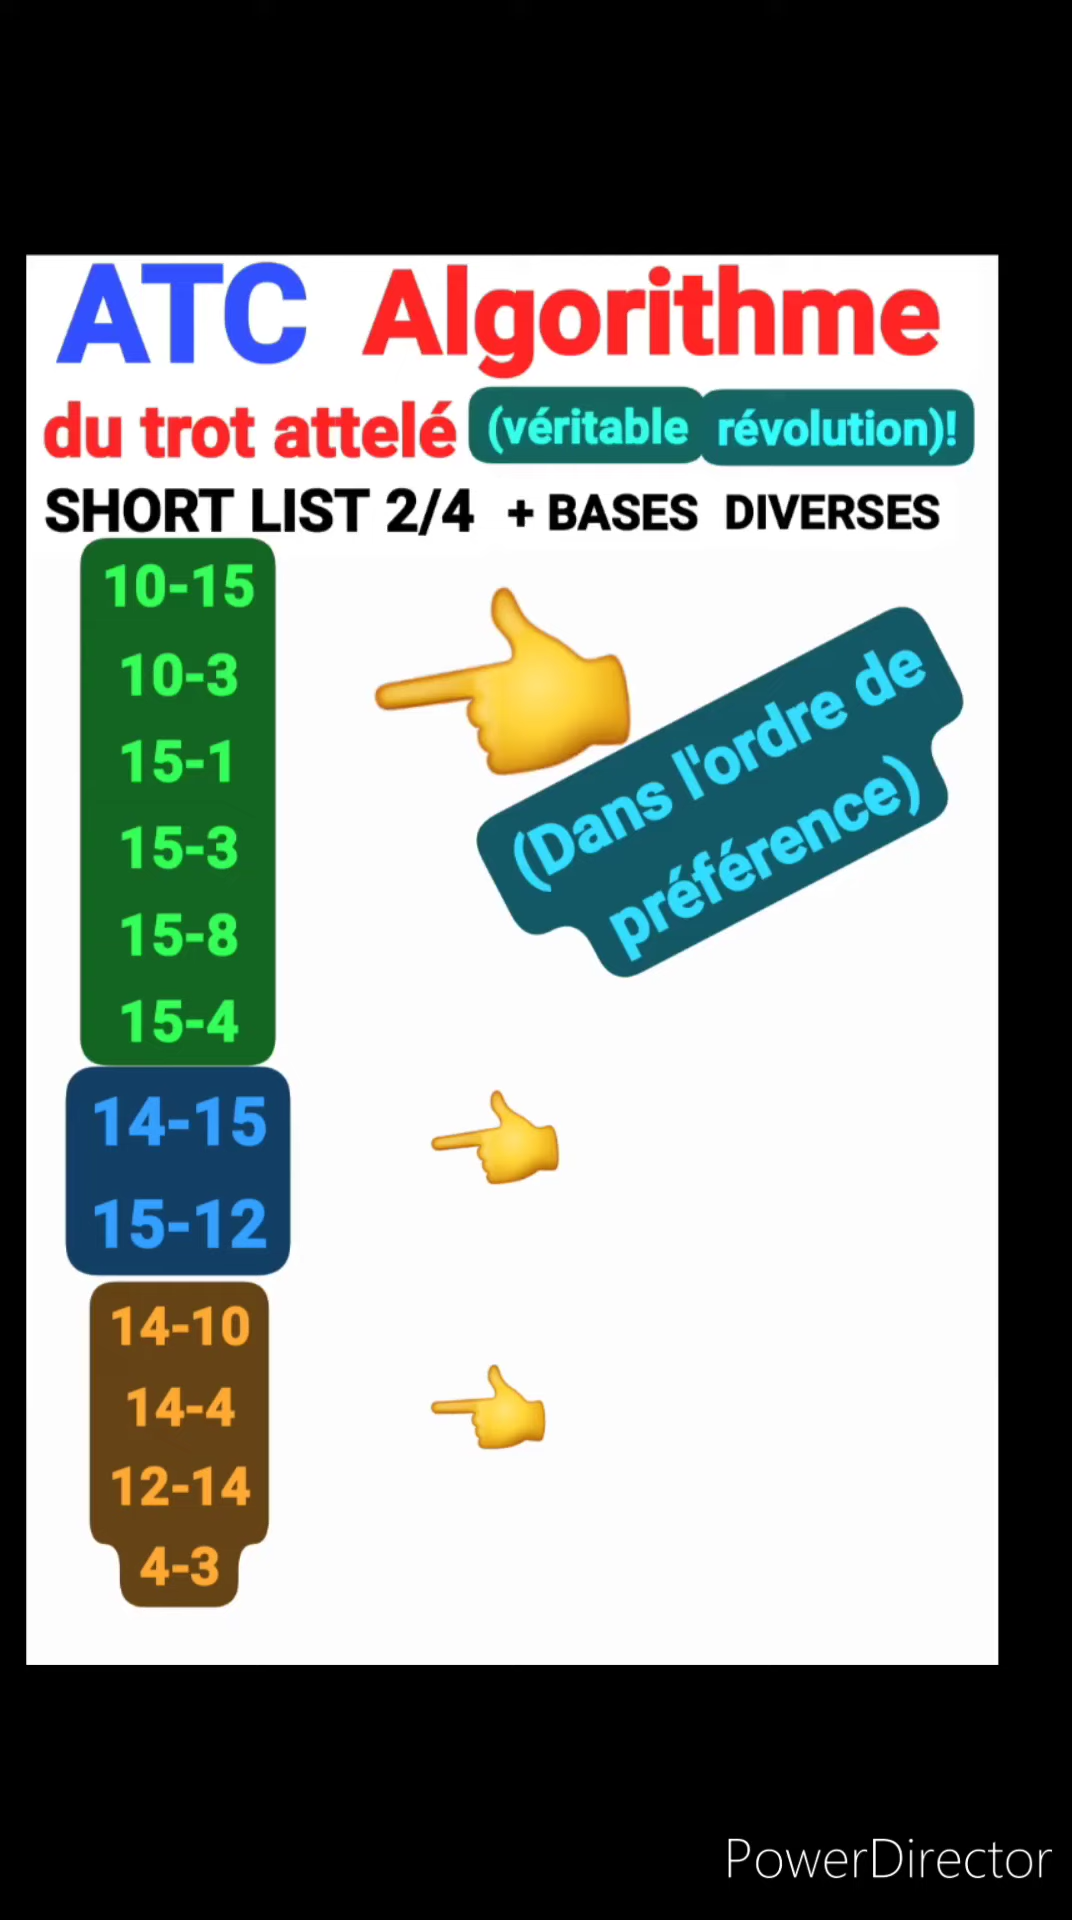 ATC Algorithme
du trot attelé (véritable révolution)!
SHORT LIST 2/4 + BASES DIVERSES
10-15
10-3
15-1
15-3
15-8
15-4
(Dans l'ordre de
préférence)
14-15
15-12
14-10
14-4
12-14
4-3
PowerDirector